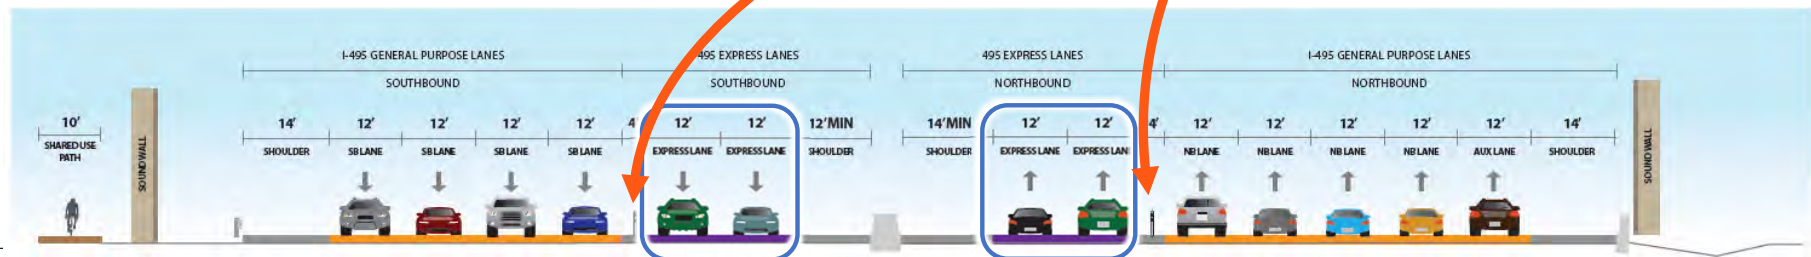 I-495 GENERAL PURPOSE LANES
495 EXPRESS LANES
495 EXPRESS LANES
I-495 GENERAL PURPOSE LANES
SOUTHBOUND
SOUTHBOUND
NORTHBOUND
NORTHBOUND
10'
14'
12'
12'
12'
12'
4
12'
12'
12'MIN
14'MIN
12'
12'
4'
12'
12'
12'
12'
12'
14'
SHARED USE
PATH
SOUNDWALL
SHOULDER
SB LANE
SB LANE
SB LANE
SB LANE
EXPRESS LANE
EXPRESS LANE
SHOULDER
SHOULDER
EXPRESS LANE
EXPRESS LAN
NB LANE
NB LANE
NB LANE
NB LANE
AUX LANE
SHOULDER
SOUNDWALL